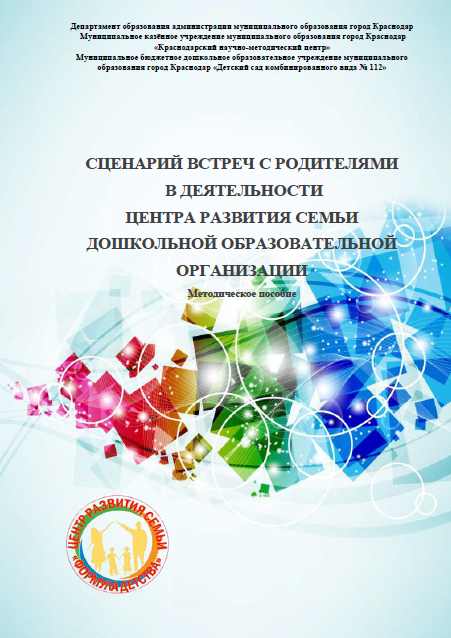 Департамент образования администрации муниципального образования город Краснодар
Муниципальное казённое учреждение муниципального образования город Краснодар
«Краснодарский научно-методический центр»
Муниципальное бюджетное дошкольное образовательное учреждение муниципального
образования город Краснодар «Детский сад комбинированного вида № 112»
СЦЕНАРИЙ ВСТРЕЧ С РОДИТЕЛЯМИ
В ДЕЯТЕЛЬНОСТИ
ЦЕНТРА РАЗВИТИЯ СЕМЬИ
ДОШКОЛЬНОЙ ОБРАЗОВАТЕЛЬНОЙ
ОРГАНИЗАЦИИ
Методическое пособие
ЦЕНТР РАЗВИТИЯ СЕМЬИ
«ФОРМУЛА ДЕТСТВА»